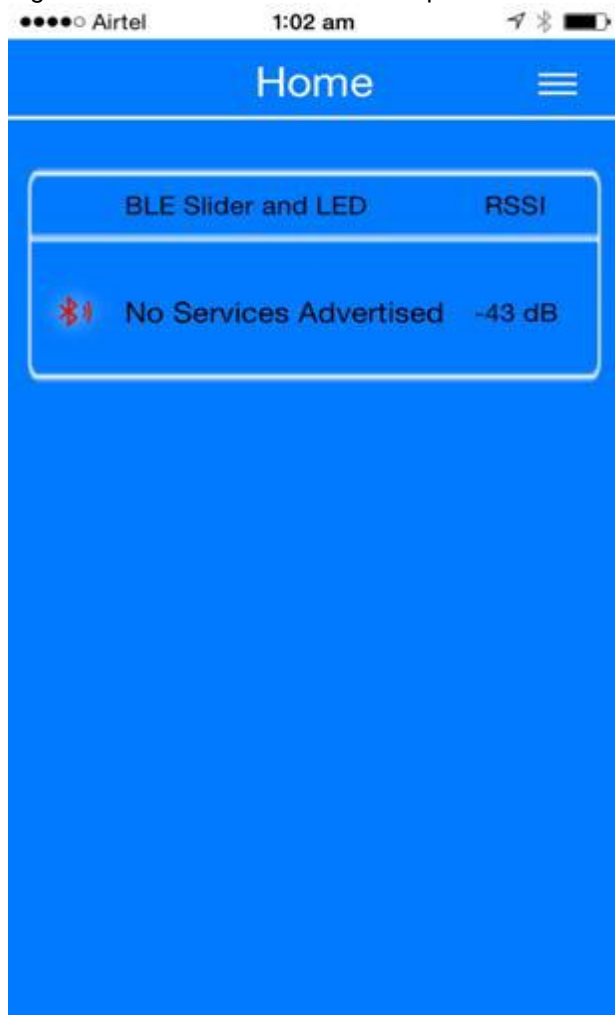 Airtel 1:02 am
Home
BLE Slider and LED RSSI
No Services Advertised -43 dB